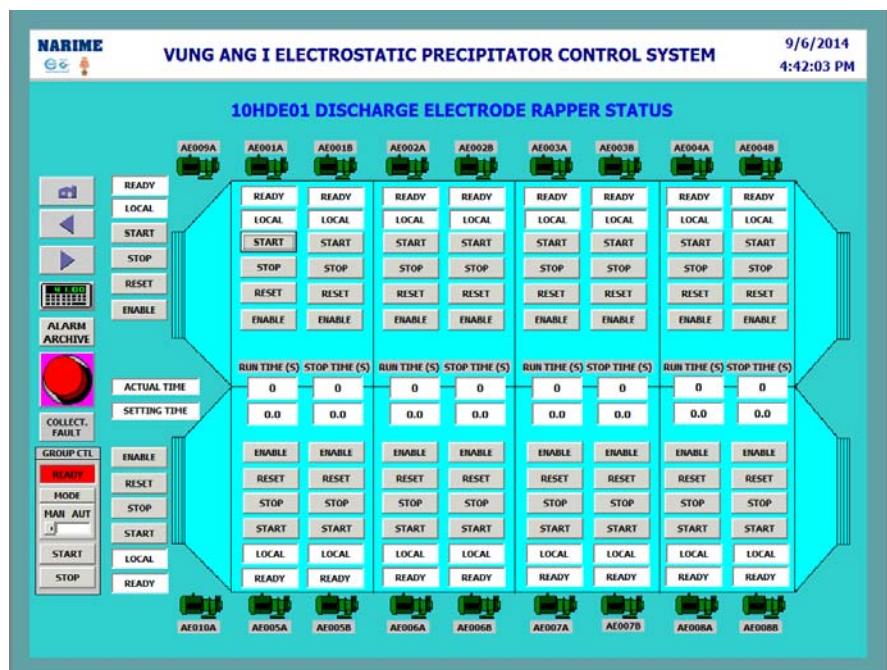 NARIME
VUNG ANG I ELECTROSTATIC PRECIPITATOR CONTROL SYSTEM
9/6/2014
4:42:03 PM
10HDE01 DISCHARGE ELECTRODE RAPPER STATUS
AE009A AE001A AE001B AE002A AE002B AE003A AE003B AE004A AE004B
READY READY READY READY READY READY READY READY READY
LOCAL LOCAL LOCAL LOCAL LOCAL LOCAL LOCAL LOCAL LOCAL
START START START START START START START START START
STOP STOP STOP STOP STOP STOP STOP STOP STOP
RESET RESET RESET RESET RESET RESET RESET RESET RESET
ENABLE ENABLE ENABLE ENABLE ENABLE ENABLE ENABLE ENABLE ENABLE
41.00
ALARM
ARCHIVE
RUN TIME (S) STOP TIME (S) RUN TIME (S) STOP TIME (S) RUN TIME (S) STOP TIME (S) RUN TIME (S) STOP TIME (S)
ACTUAL TIME 0 0 0 0 0 0 0 0
SETTING TIME 0.0 0.0 0.0 0.0 0.0 0.0 0.0 0.0
COLLECT.
FAULT
GROUP CTL
READY
MODE
MAN AUT
START
STOP
ENABLE ENABLE ENABLE ENABLE ENABLE ENABLE ENABLE ENABLE ENABLE
RESET RESET RESET RESET RESET RESET RESET RESET RESET
STOP STOP STOP STOP STOP STOP STOP STOP STOP
START START START START START START START START START
LOCAL LOCAL LOCAL LOCAL LOCAL LOCAL LOCAL LOCAL LOCAL
READY READY READY READY READY READY READY READY READY
AE010A AE005A AE005B AE006A AE006B AE007A AE007B AE008A AE008B